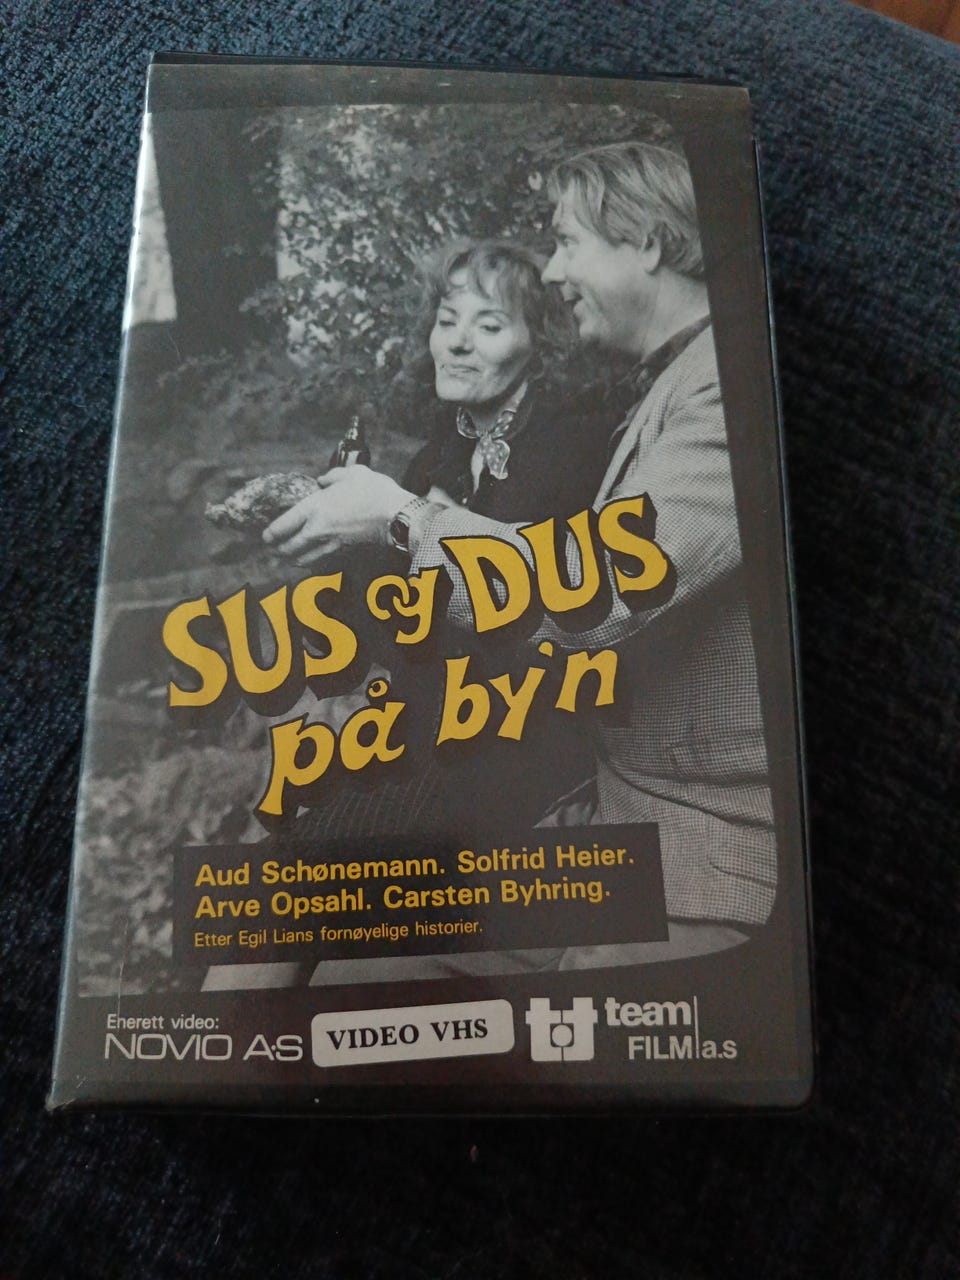 SUS og DUS
på by'n
Aud Schønemann. Solfrid Heier.
Arve Opsahl. Carsten Byhring.
Etter Egil Lians fornøyelige historier.
Enerett video:
NOVIO A·S
VIDEO VHS
team
FILM a.s